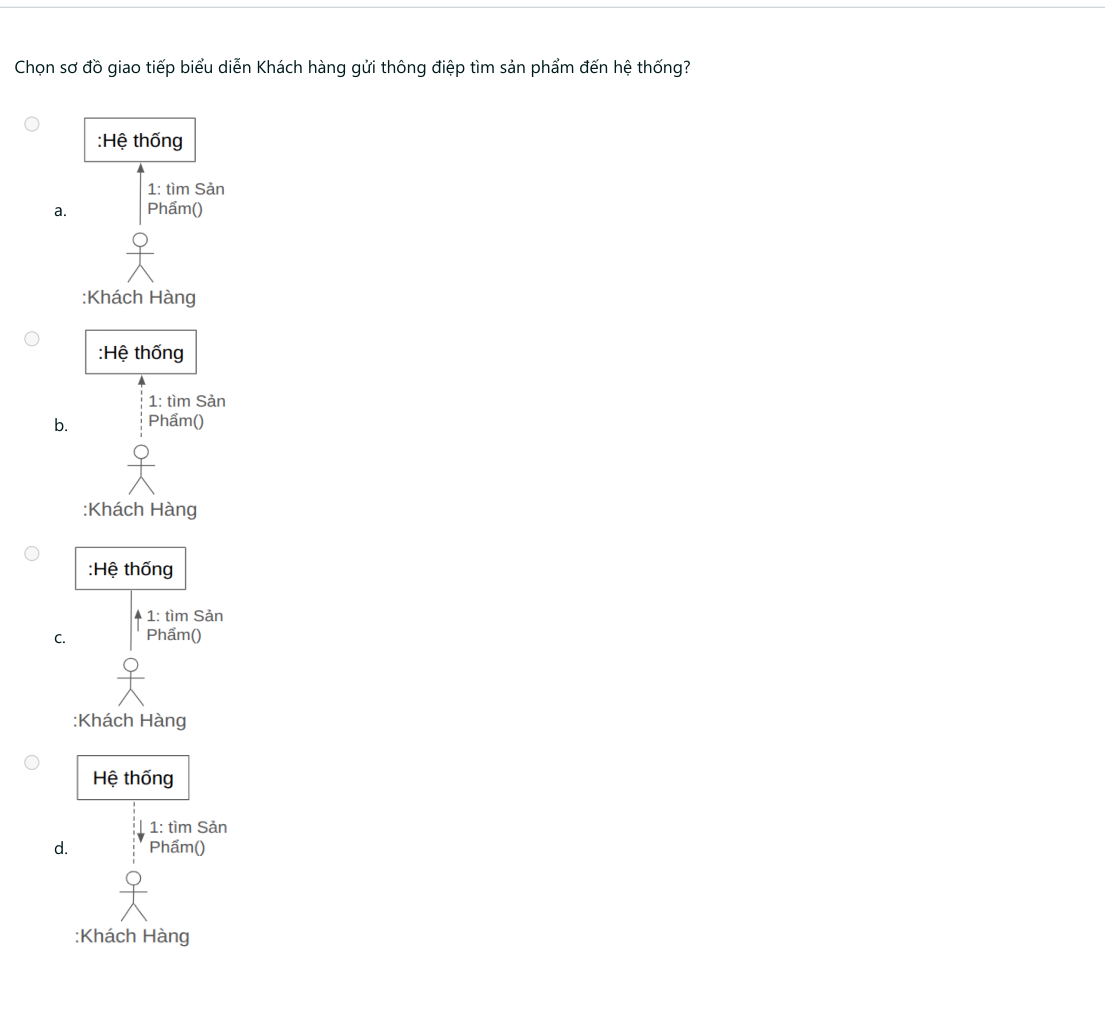 Chọn sơ đồ giao tiếp biểu diễn Khách hàng gửi thông điệp tìm sản phẩm đến hệ thống?
:Hệ thống
1: tìm Sản
Phẩm()
a.
:Khách Hàng
:Hệ thống
1: tìm Sản
Phẩm()
b.
:Khách Hàng
:Hệ thống
1: tìm Sản
Phẩm()
c.
:Khách Hàng
Hệ thống
1: tìm Sản
Phẩm()
d.
:Khách Hàng